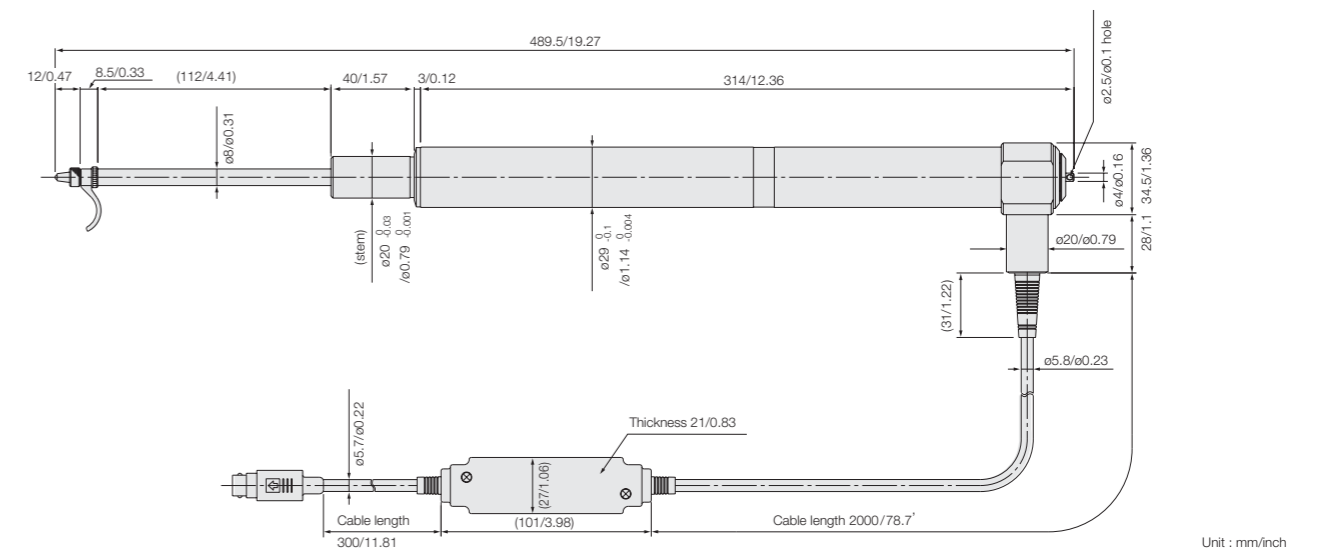 489.5/19.27
12/0.47
8.5/0.33
(112/4.41)
40/1.57
3/0.12
314/12.36
ø2.5/ø0.1 hole
ø8/ø0.31
(stem)
ø20 0 -0.03
/ø0.79 0 -0.001
ø29 0 -0.1
/ø1.14 0 -0.004
ø4/ø0.16
34.5/1.36
28/1.1
ø20/ø0.79
(31/1.22)
ø5.8/ø0.23
ø5.7/ø0.22
Thickness 21/0.83
(27/1.06)
Cable length
300/11.81
(101/3.98)
Cable length 2000/78.7'
Unit : mm/inch